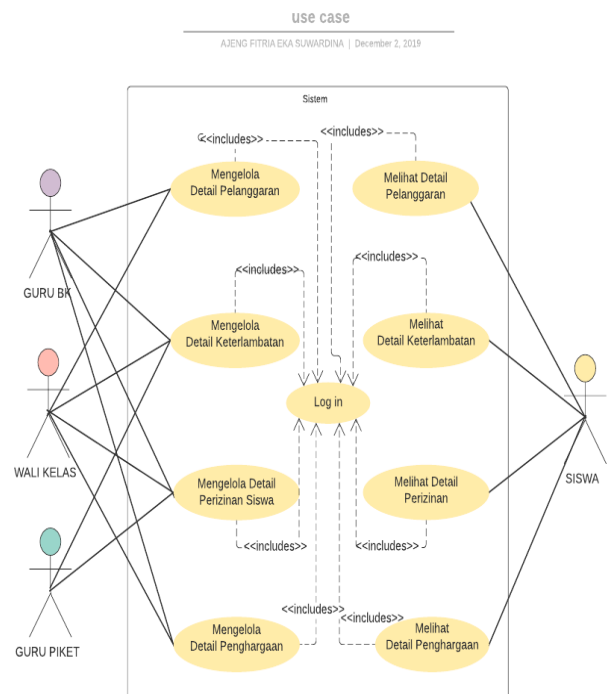 use case
AJENG FITRIA EKA SUWARDINA | December 2, 2019
Sistem
<<includes>>
<<includes>>
Mengelola
Detail Pelanggaran
Melihat Detail
Pelanggaran
GURU BK
<<includes>>
<<includes>>
Mengelola
Detail Keterlambatan
Melihat
Detail Keterlambatan
Log in
WALI KELAS
SISWA
Mengelola Detail
Perizinan Siswa
Melihat Detail
Perizinan
<<includes>>
<<includes>>
GURU PIKET
<<includes>>
<<includes>>
Mengelola
Detail Penghargaan
Melihat
Detail Penghargaan